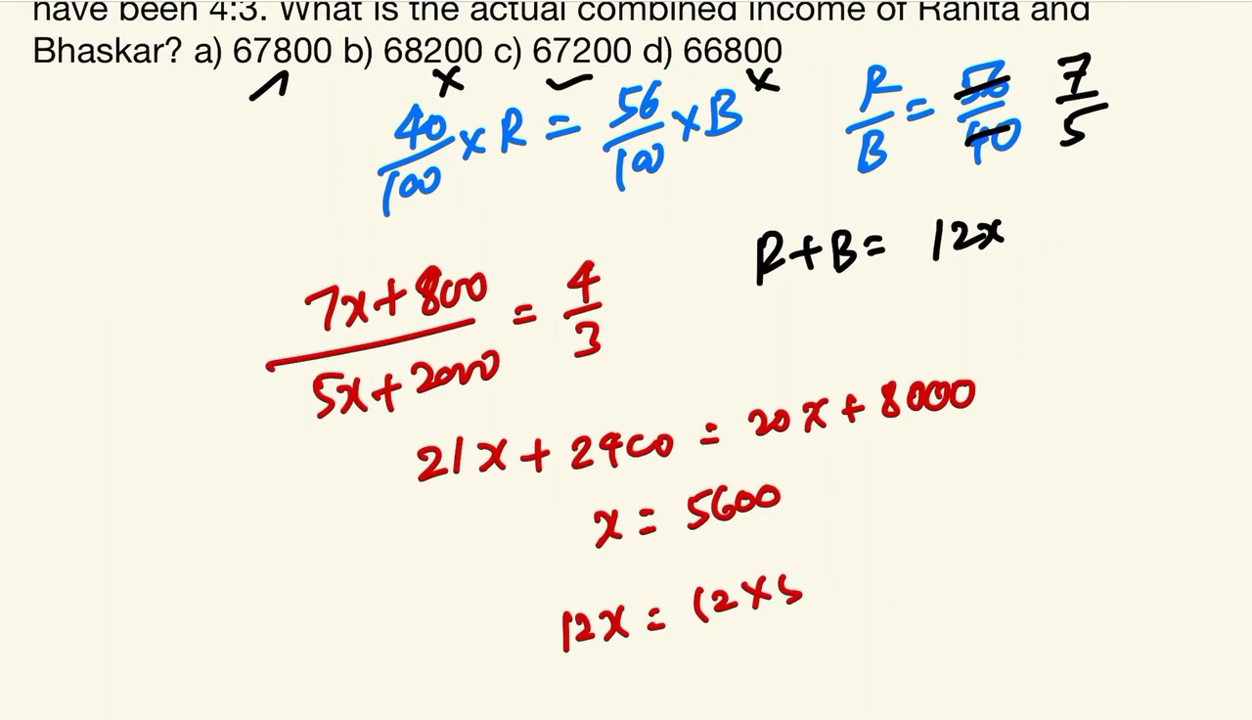 have been 4:3. What is the actual combined income of Ranita and
Bhaskar? a) 67800 b) 68200 c) 67200 d) 66800
40/100 × R = 56/100 × B
R/B = 56/40 7/5
R+B= 12x
7x+800/5x+2000 = 4/3
21x + 2400 = 20x + 8000
x = 5600
12x = 12×5